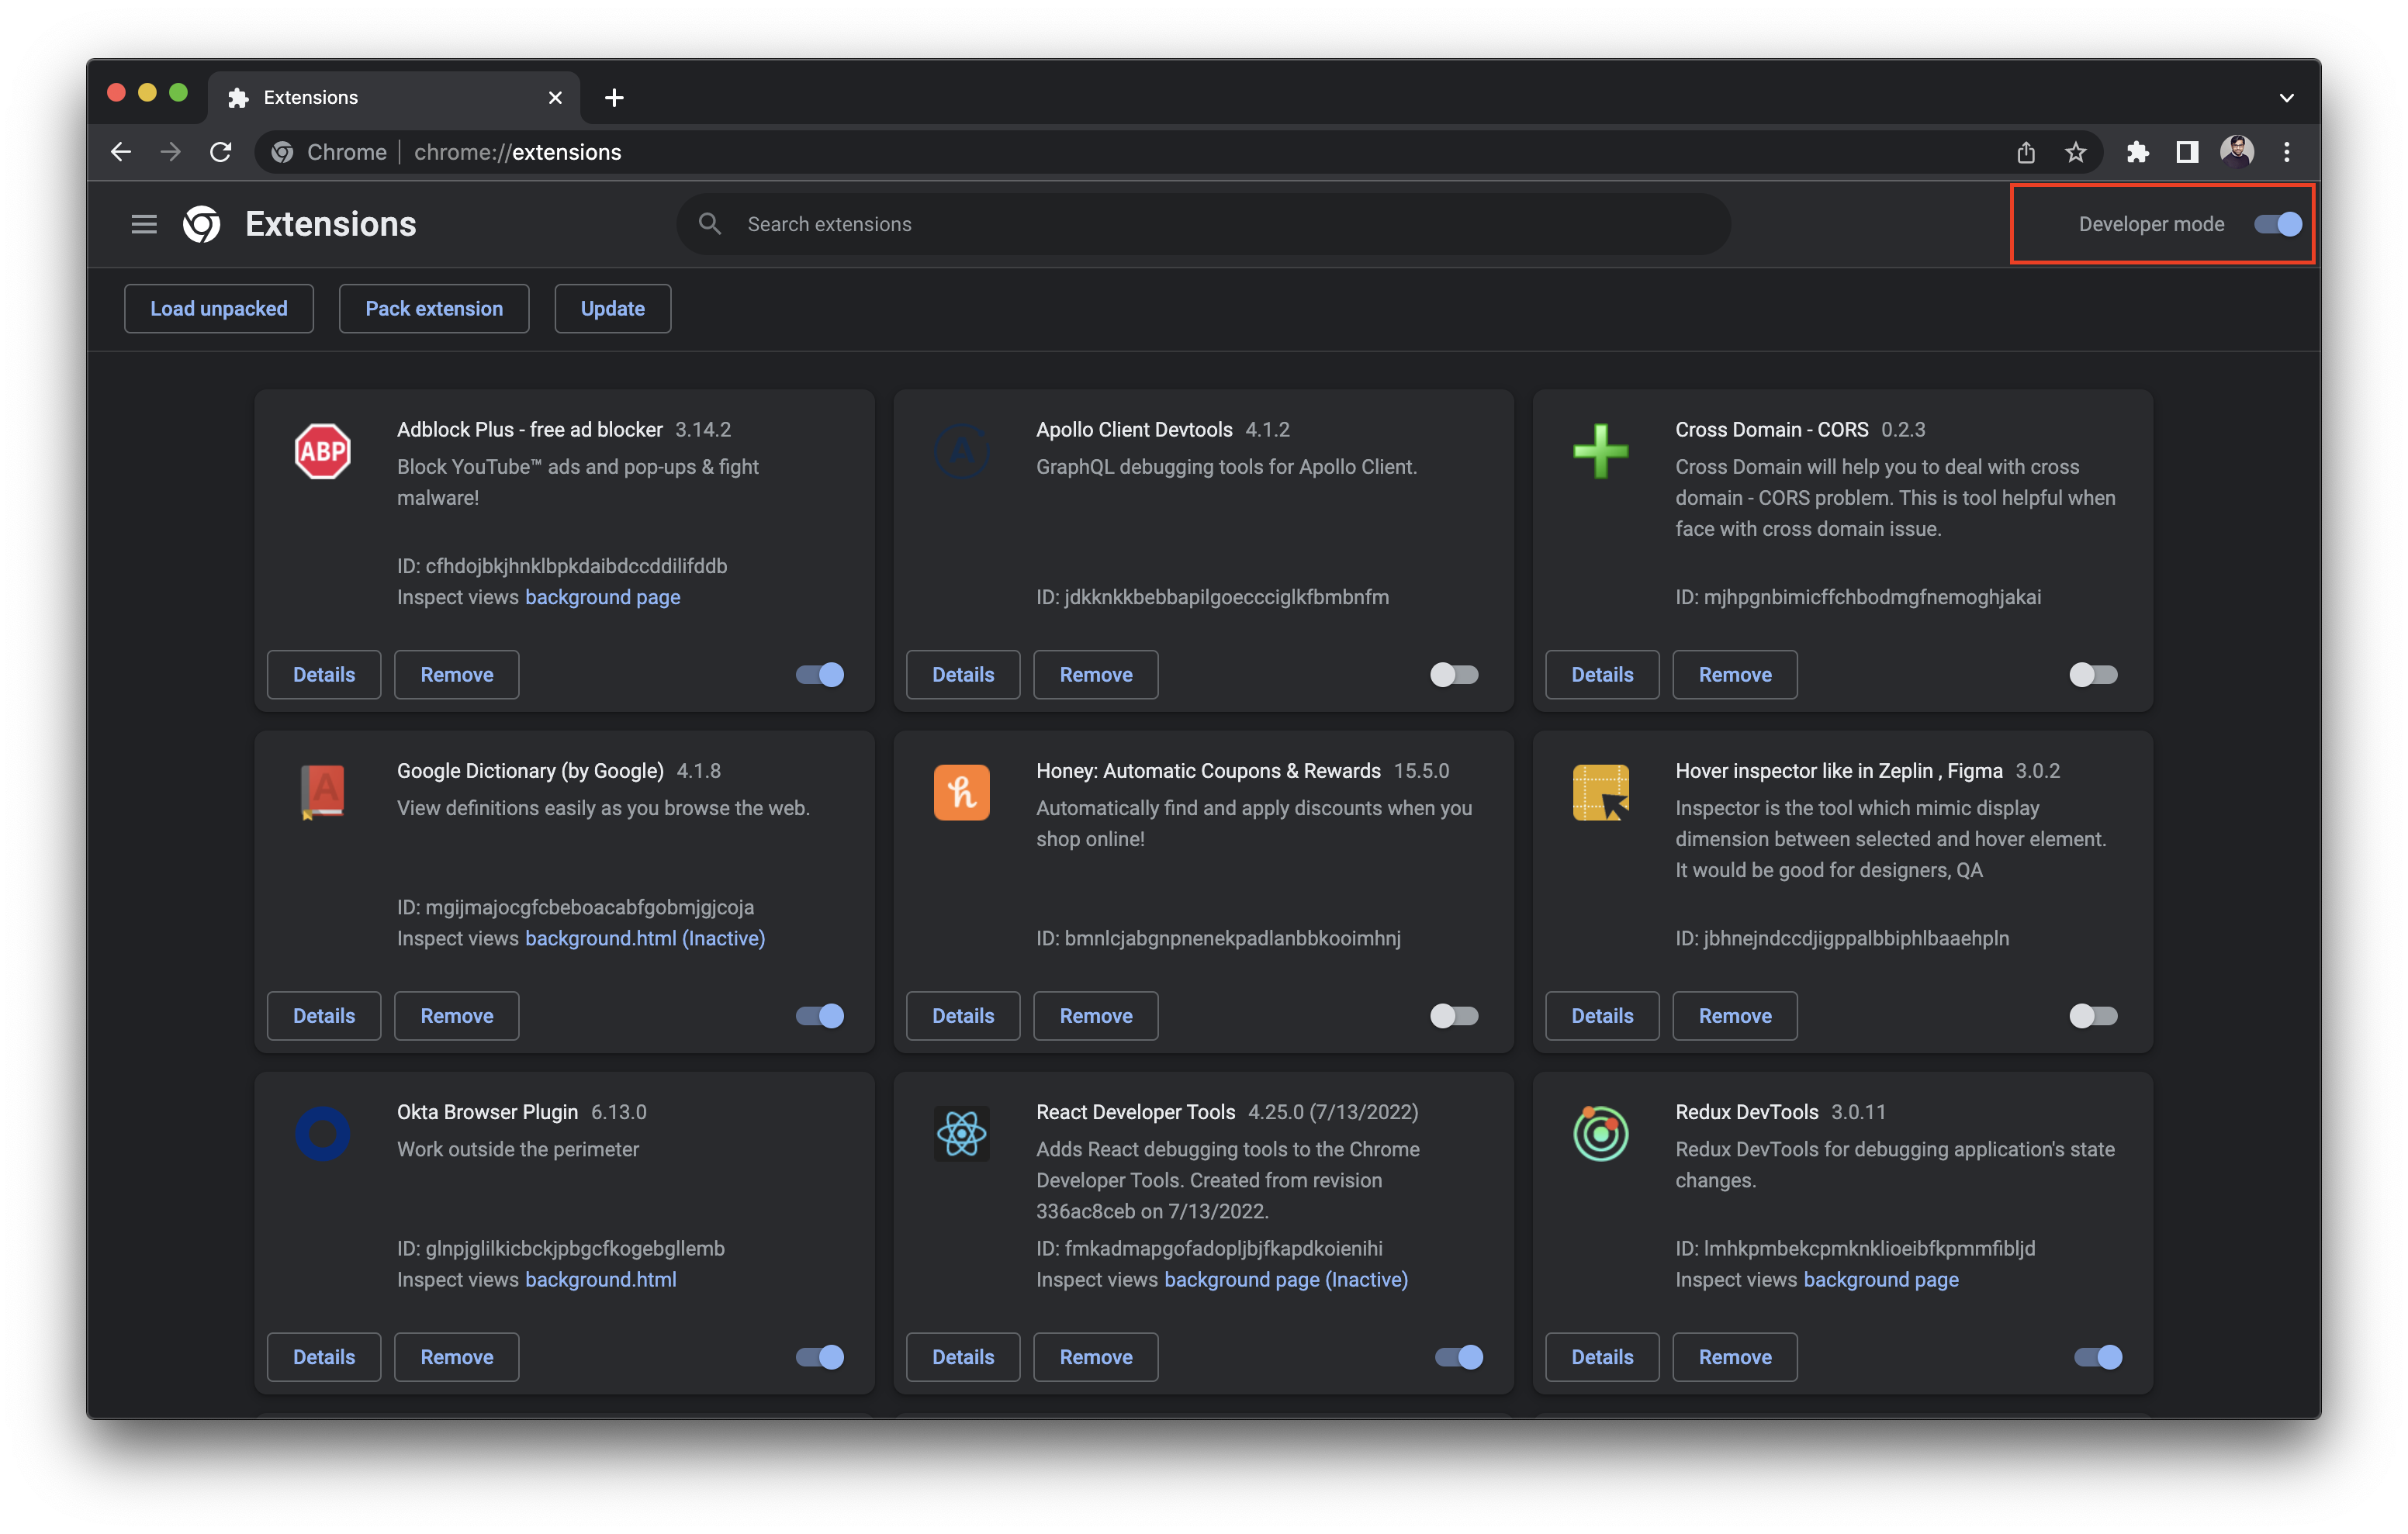 Extensions
Chrome | chrome://extensions
Extensions
Search extensions
Developer mode
Load unpacked
Pack extension
Update
ABP
Adblock Plus - free ad blocker 3.14.2
Block YouTube™ ads and pop-ups & fight
malware!
ID: cfhdojbkjhnklbpkdaibdccddilifddb
Inspect views background page
Details
Remove
A
Apollo Client Devtools 4.1.2
GraphQL debugging tools for Apollo Client.
ID: jdkknkkbebbapilgoeccciglkfbmbnfm
Details
Remove
Cross Domain - CORS 0.2.3
Cross Domain will help you to deal with cross
domain - CORS problem. This is tool helpful when
face with cross domain issue.
ID: mjhpgnbimicffchbodmgfnemoghjakai
Details
Remove
A
Google Dictionary (by Google) 4.1.8
View definitions easily as you browse the web.
ID: mgijmajocgfcbeboacabfgobmjgjcoja
Inspect views background.html (Inactive)
Details
Remove
h
Honey: Automatic Coupons & Rewards 15.5.0
Automatically find and apply discounts when you
shop online!
ID: bmnlcjabgnpnenekpadlanbbkooimhnj
Details
Remove
Hover inspector like in Zeplin , Figma 3.0.2
Inspector is the tool which mimic display
dimension between selected and hover element.
It would be good for designers, QA
ID: jbhnejndccdjigppalbbiphlbaaehpln
Details
Remove
Okta Browser Plugin 6.13.0
Work outside the perimeter
ID: glnpjglilkicbckjpbgcfkogebgllemb
Inspect views background.html
Details
Remove
React Developer Tools 4.25.0 (7/13/2022)
Adds React debugging tools to the Chrome
Developer Tools. Created from revision
336ac8ceb on 7/13/2022.
ID: fmkadmapgofadopljbjfkapdkoienihi
Inspect views background page (Inactive)
Details
Remove
Redux DevTools 3.0.11
Redux DevTools for debugging application's state
changes.
ID: lmhkpmbekcpmknklioeibfkpmmfibljd
Inspect views background page
Details
Remove